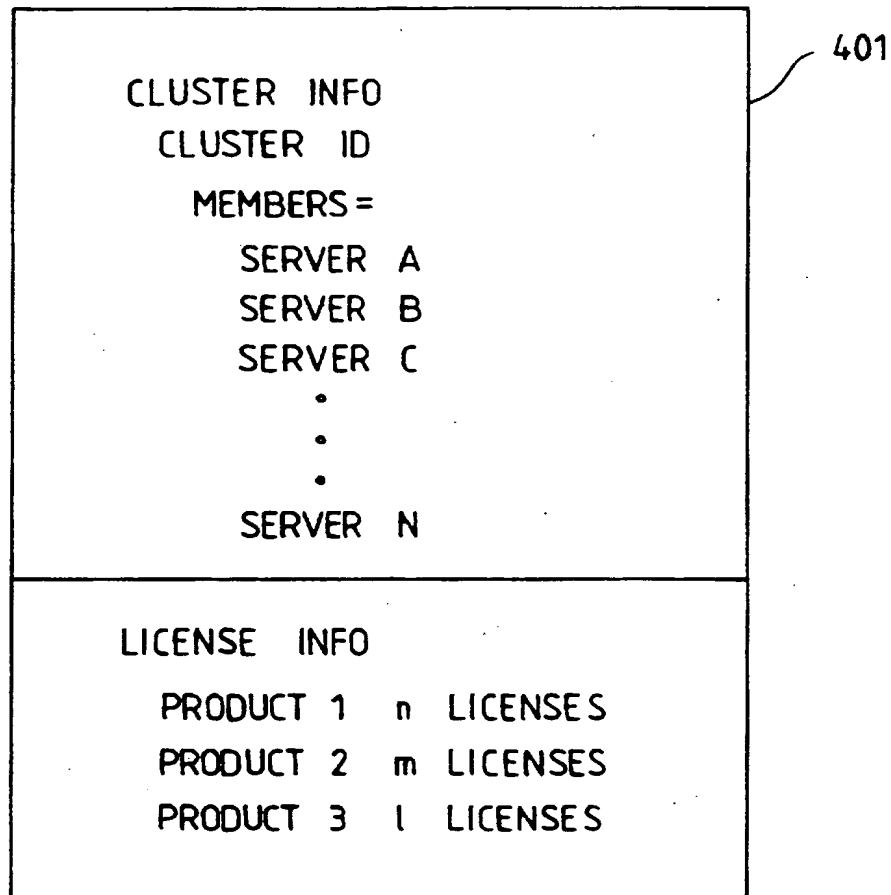 401
CLUSTER INFO
CLUSTER ID
MEMBERS =
SERVER A
SERVER B
SERVER C
SERVER N
LICENSE INFO
PRODUCT 1 n LICENSES
PRODUCT 2 m LICENSES
PRODUCT 3 l LICENSES